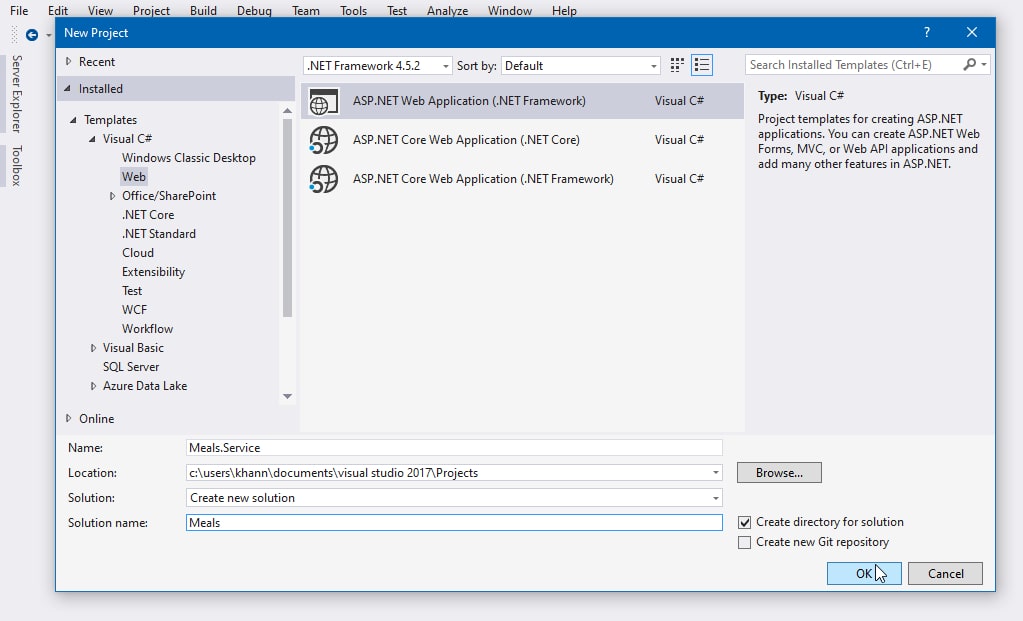 File Edit View Project Build Debug Team Tools Test Analyze Window Help
New Project ?
Server Explorer
Toolbox
Recent
Installed
Templates
Visual C#
Windows Classic Desktop
Web
Office/SharePoint
.NET Core
.NET Standard
Cloud
Extensibility
Test
WCF
Workflow
Visual Basic
SQL Server
Azure Data Lake
Online
.NET Framework 4.5.2 Sort by: Default
ASP.NET Web Application (.NET Framework) Visual C#
ASP.NET Core Web Application (.NET Core) Visual C#
ASP.NET Core Web Application (.NET Framework) Visual C#
Search Installed Templates (Ctrl+E)
Type: Visual C#
Project templates for creating ASP.NET
applications. You can create ASP.NET Web
Forms, MVC, or Web API applications and
add many other features in ASP.NET.
Name: Meals.Service
Location: c:\users\khann\documents\visual studio 2017\Projects Browse...
Solution: Create new solution
Solution name: Meals
Create directory for solution
Create new Git repository
OK Cancel